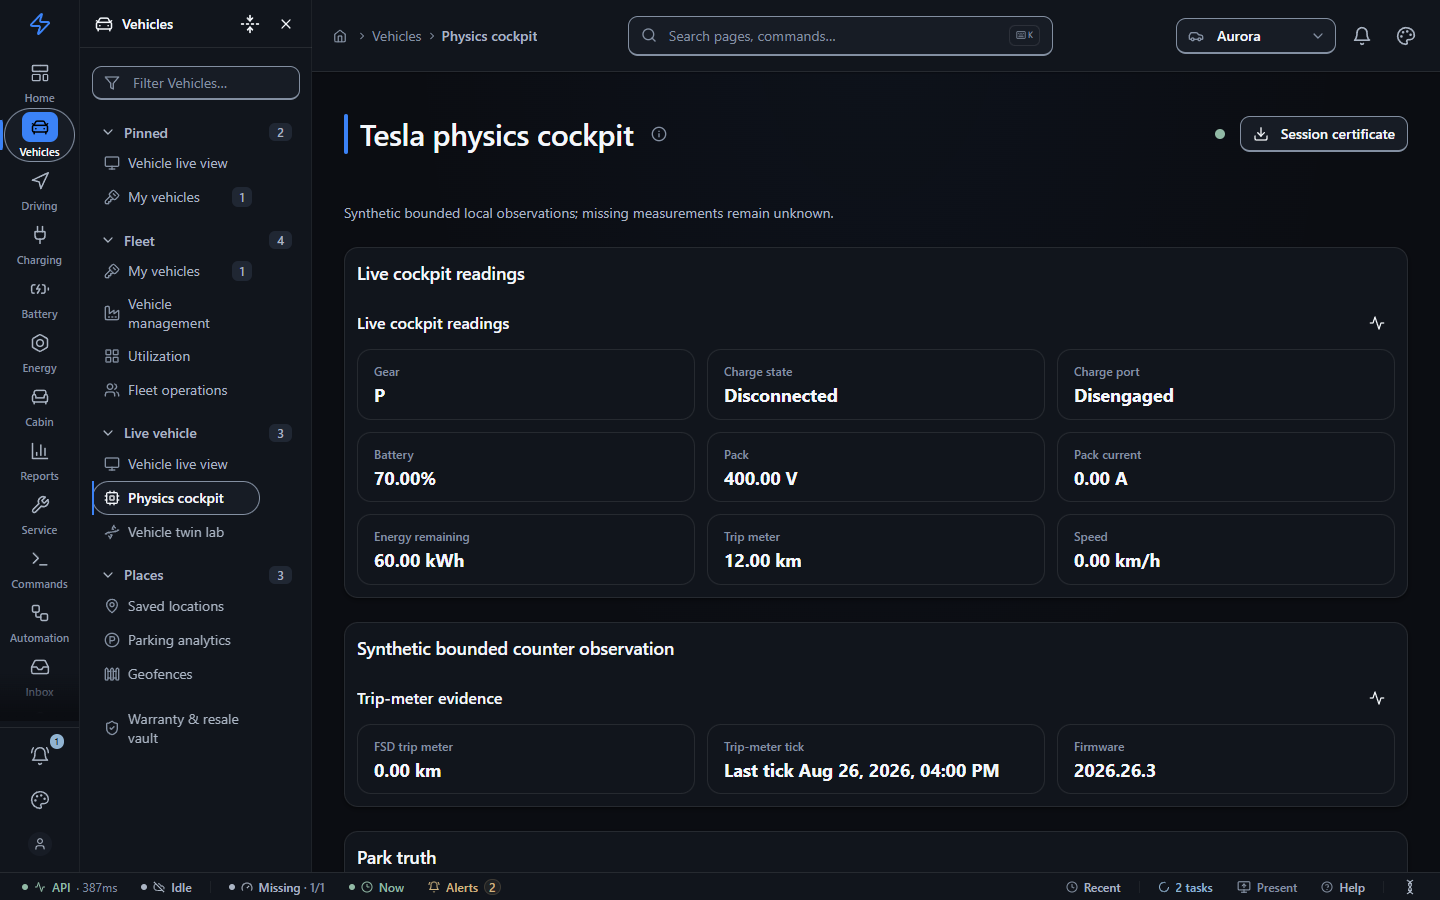 Home
Vehicles
Driving
Charging
Battery
Energy
Cabin
Reports
Service
Commands
Automation
Inbox
1
Vehicles
Filter Vehicles...
Pinned 2
Vehicle live view
My vehicles 1
Fleet 4
My vehicles 1
Vehicle
management
Utilization
Fleet operations
Live vehicle 3
Vehicle live view
Physics cockpit
Vehicle twin lab
Places 3
Saved locations
Parking analytics
Geofences
Warranty & resale
vault
Vehicles Physics cockpit
Search pages, commands... K
Aurora
Tesla physics cockpit
Session certificate
Synthetic bounded local observations; missing measurements remain unknown.
Live cockpit readings
Live cockpit readings
Gear
P
Charge state
Disconnected
Charge port
Disengaged
Battery
70.00%
Pack
400.00 V
Pack current
0.00 A
Energy remaining
60.00 kWh
Trip meter
12.00 km
Speed
0.00 km/h
Synthetic bounded counter observation
Trip-meter evidence
FSD trip meter
0.00 km
Trip-meter tick
Last tick Aug 26, 2026, 04:00 PM
Firmware
2026.26.3
Park truth
API · 387ms Idle Missing · 1/1 Now Alerts 2 Recent 2 tasks Present Help